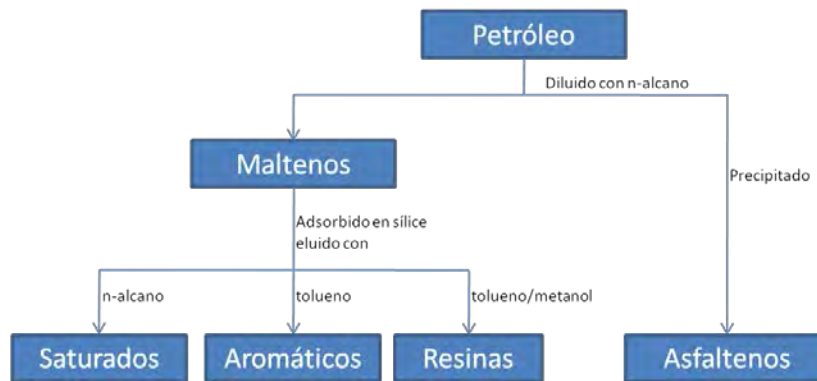 Petróleo
Diluido con n-alcano
Maltenos
Precipitado
Adsorbido en sílice
eluido con
n-alcano
tolueno
tolueno/metanol
Saturados
Aromáticos
Resinas
Asfaltenos